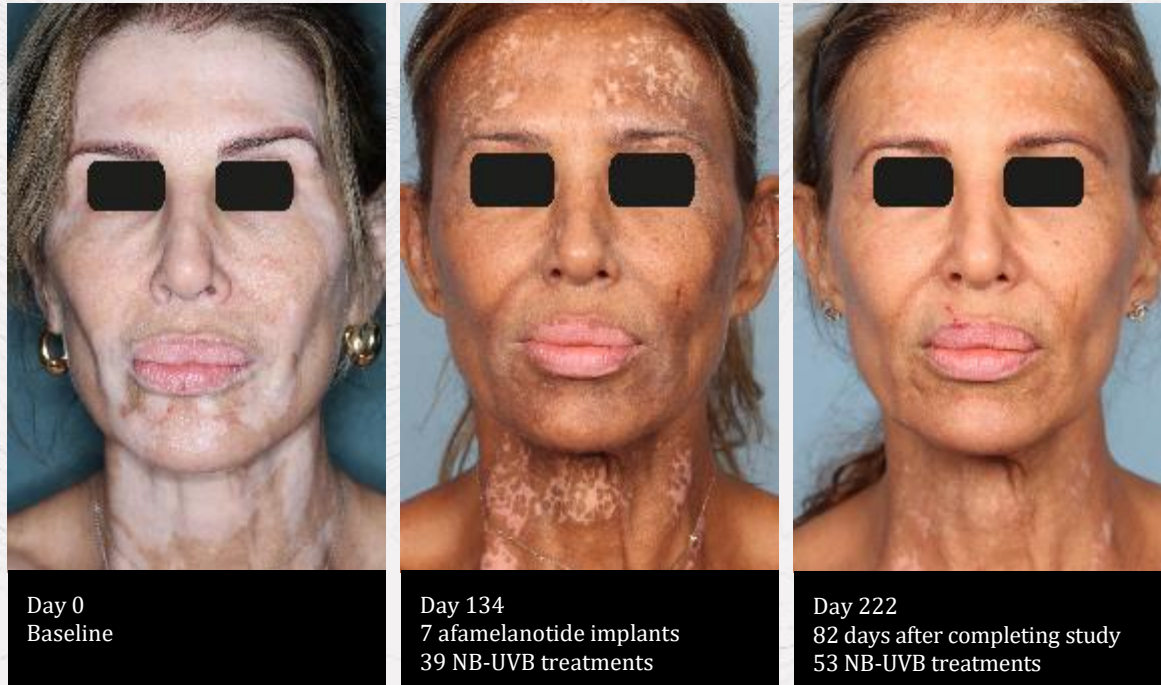 Day 0
Baseline
Day 134
7 afamelanotide implants
39 NB-UVB treatments
Day 222
82 days after completing study
53 NB-UVB treatments